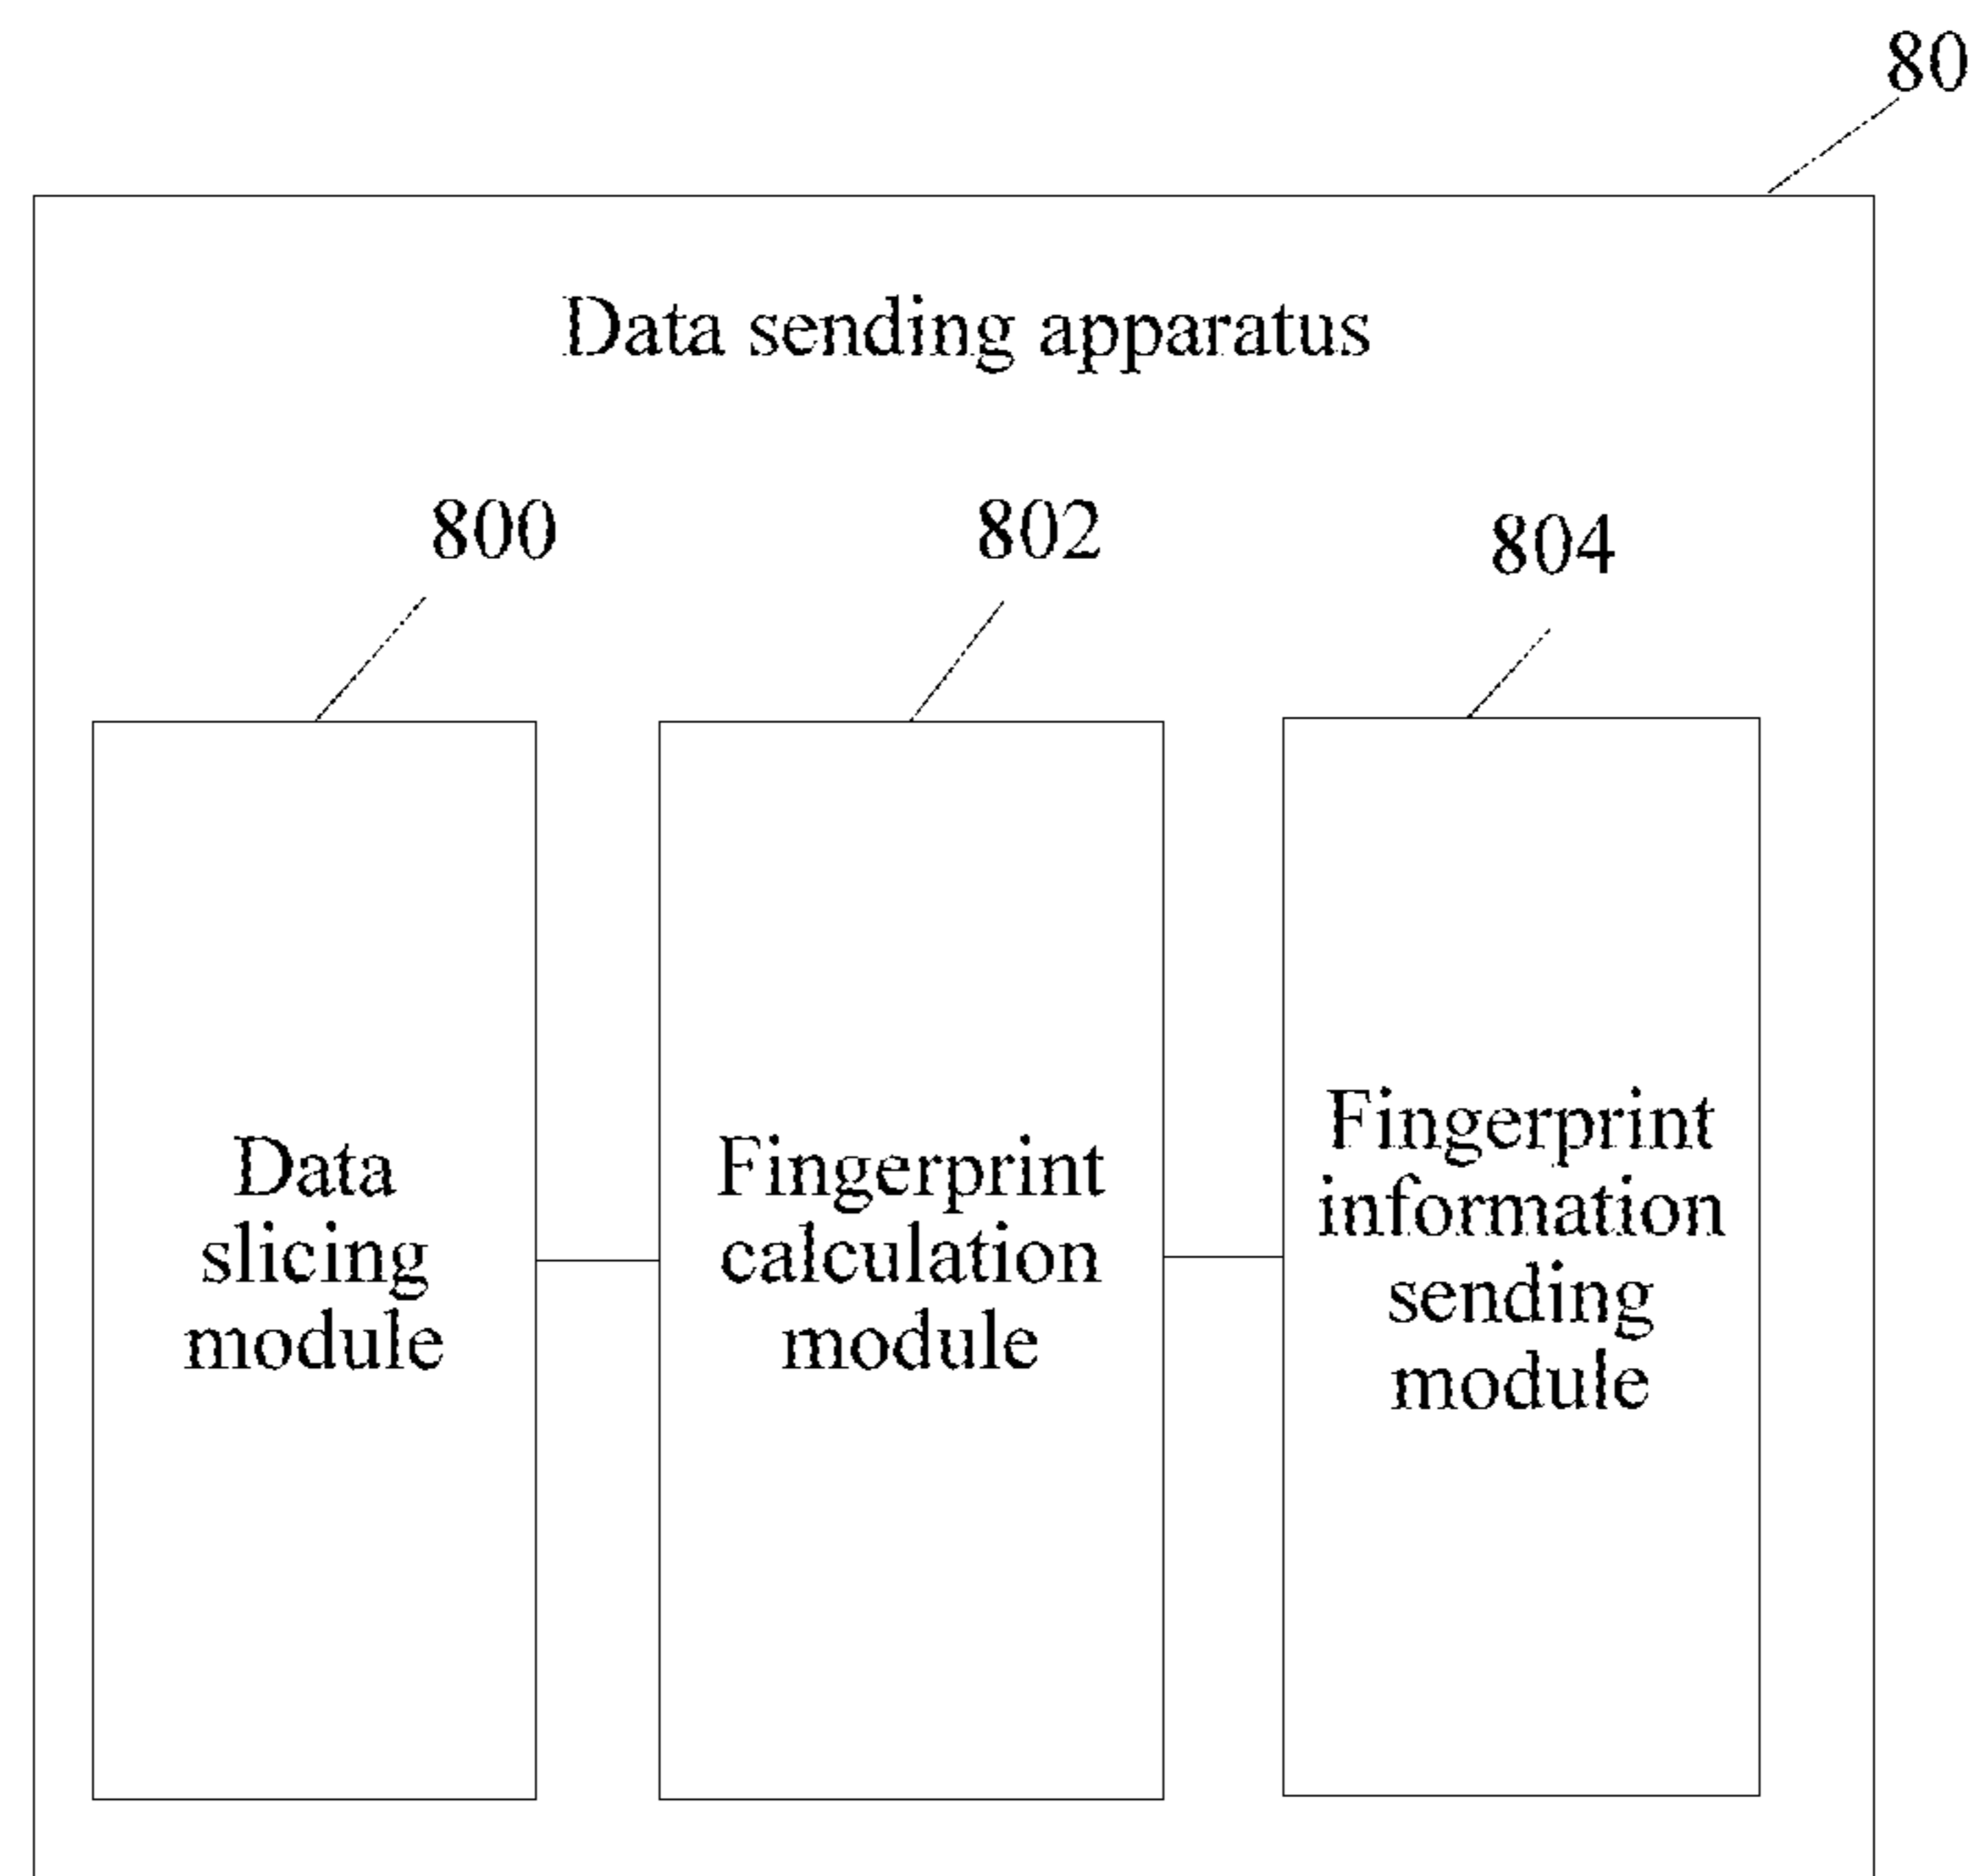 80
Data sending apparatus
800
802
804
Data
slicing
module
Fingerprint
calculation
module
Fingerprint
information
sending
module